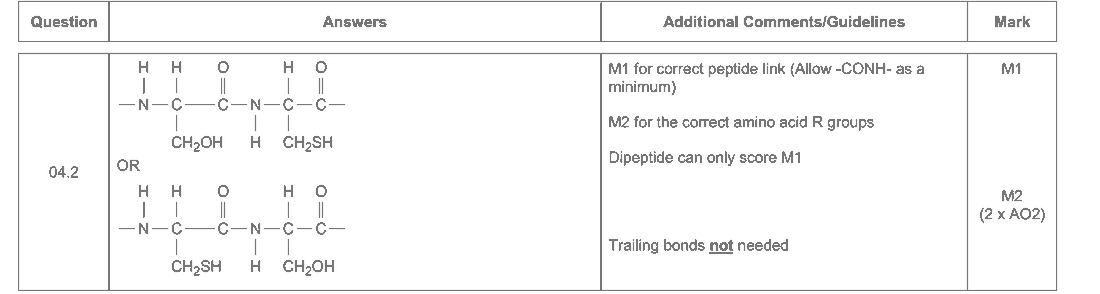 Question Answers Additional Comments/Guidelines Mark
H H O H O
—N—C—C—N—C—C—
CH₂OH H CH₂SH
OR
H H O H O
—N—C—C—N—C—C—
CH₂SH H CH₂OH
04.2
M1 for correct peptide link (Allow -CONH- as a
minimum)
M2 for the correct amino acid R groups
Dipeptide can only score M1
Trailing bonds not needed
M1
M2
(2 x AO2)